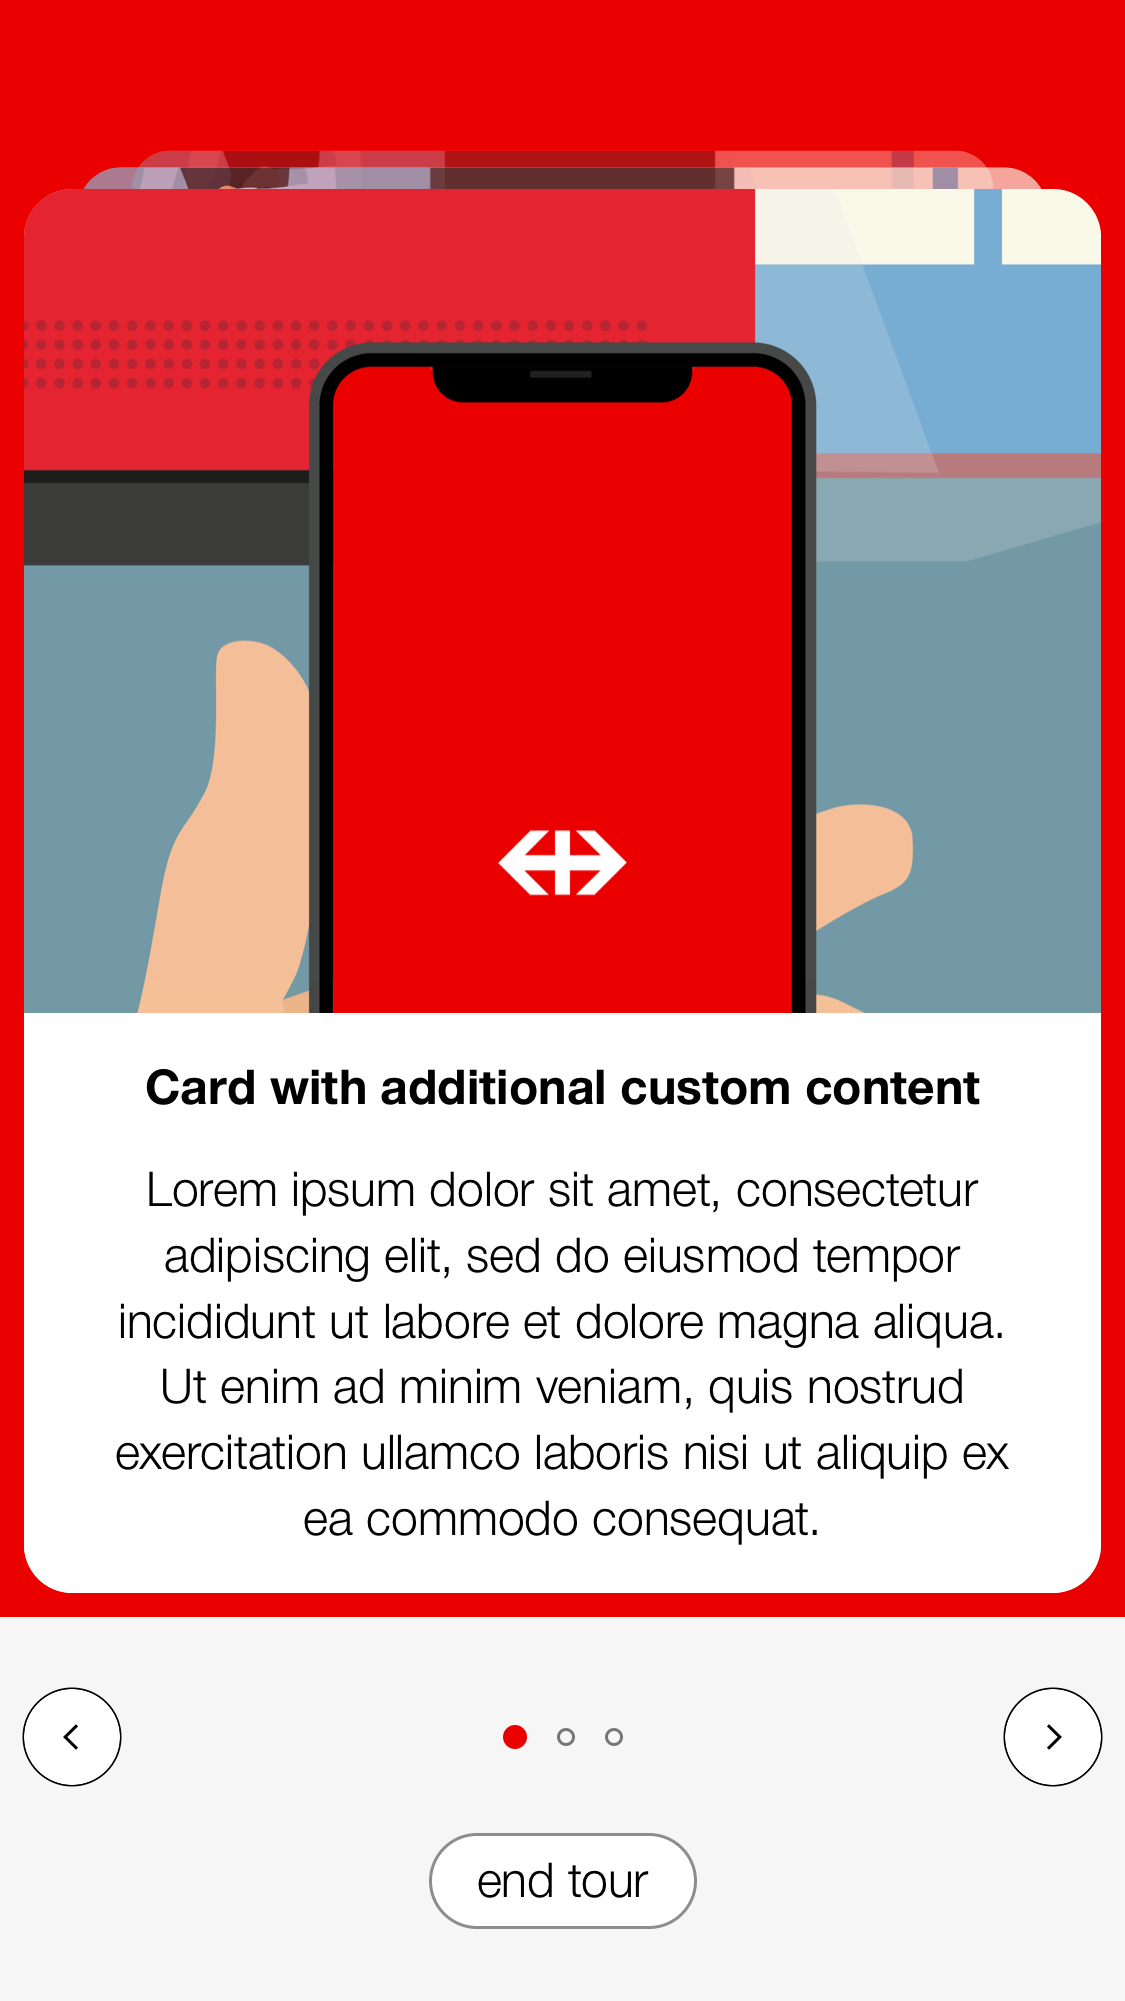 Card with additional custom content
Lorem ipsum dolor sit amet, consectetur
adipiscing elit, sed do eiusmod tempor
incididunt ut labore et dolore magna aliqua.
Ut enim ad minim veniam, quis nostrud
exercitation ullamco laboris nisi ut aliquip ex
ea commodo consequat.
end tour